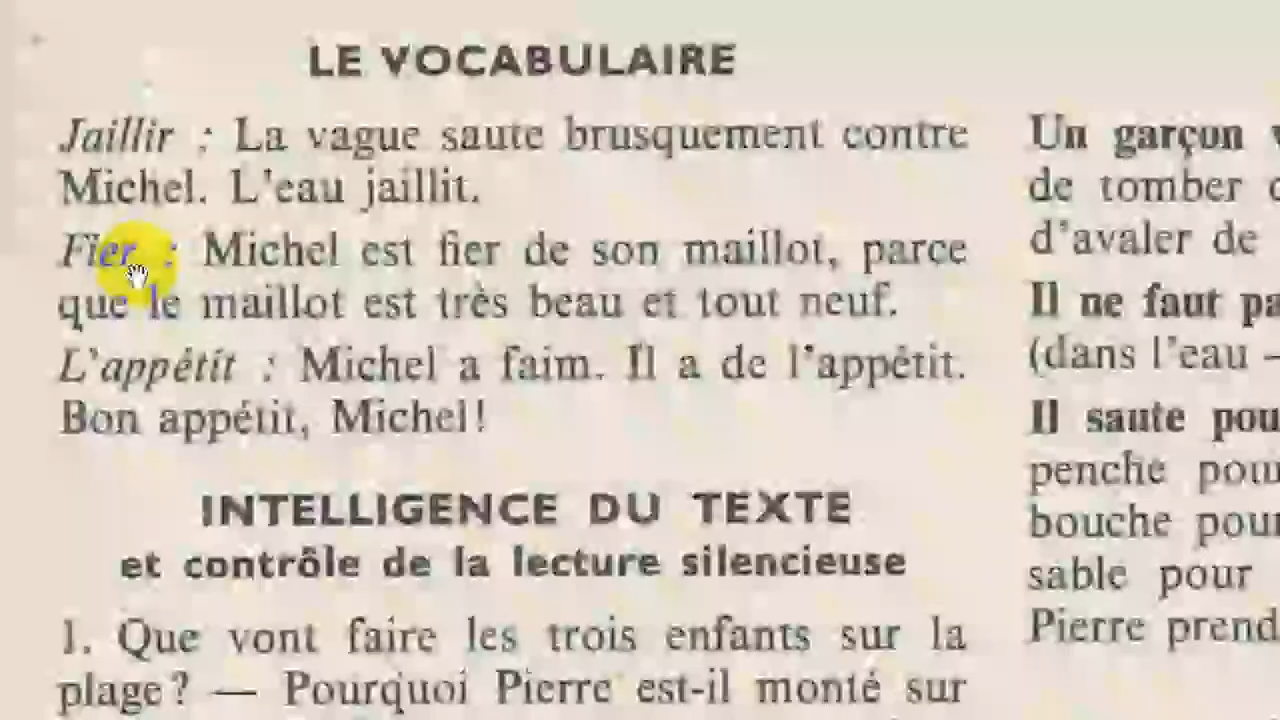 LE VOCABULAIRE
Jaillir : La vague saute brusquement contre
Michel. L'eau jaillit.
Fier : Michel est fier de son maillot, parce
que le maillot est très beau et tout neuf.
L'appétit : Michel a faim. Il a de l'appétit.
Bon appétit, Michel!
INTELLIGENCE DU TEXTE
et contrôle de la lecture silencieuse
1. Que vont faire les trois enfants sur la
plage? — Pourquoi Pierre est-il monté sur
Un garçon
de tomber
d'avaler de
Il ne faut
(dans l'eau –
Il saute
penche
bouche
sable pour
Pierre prend